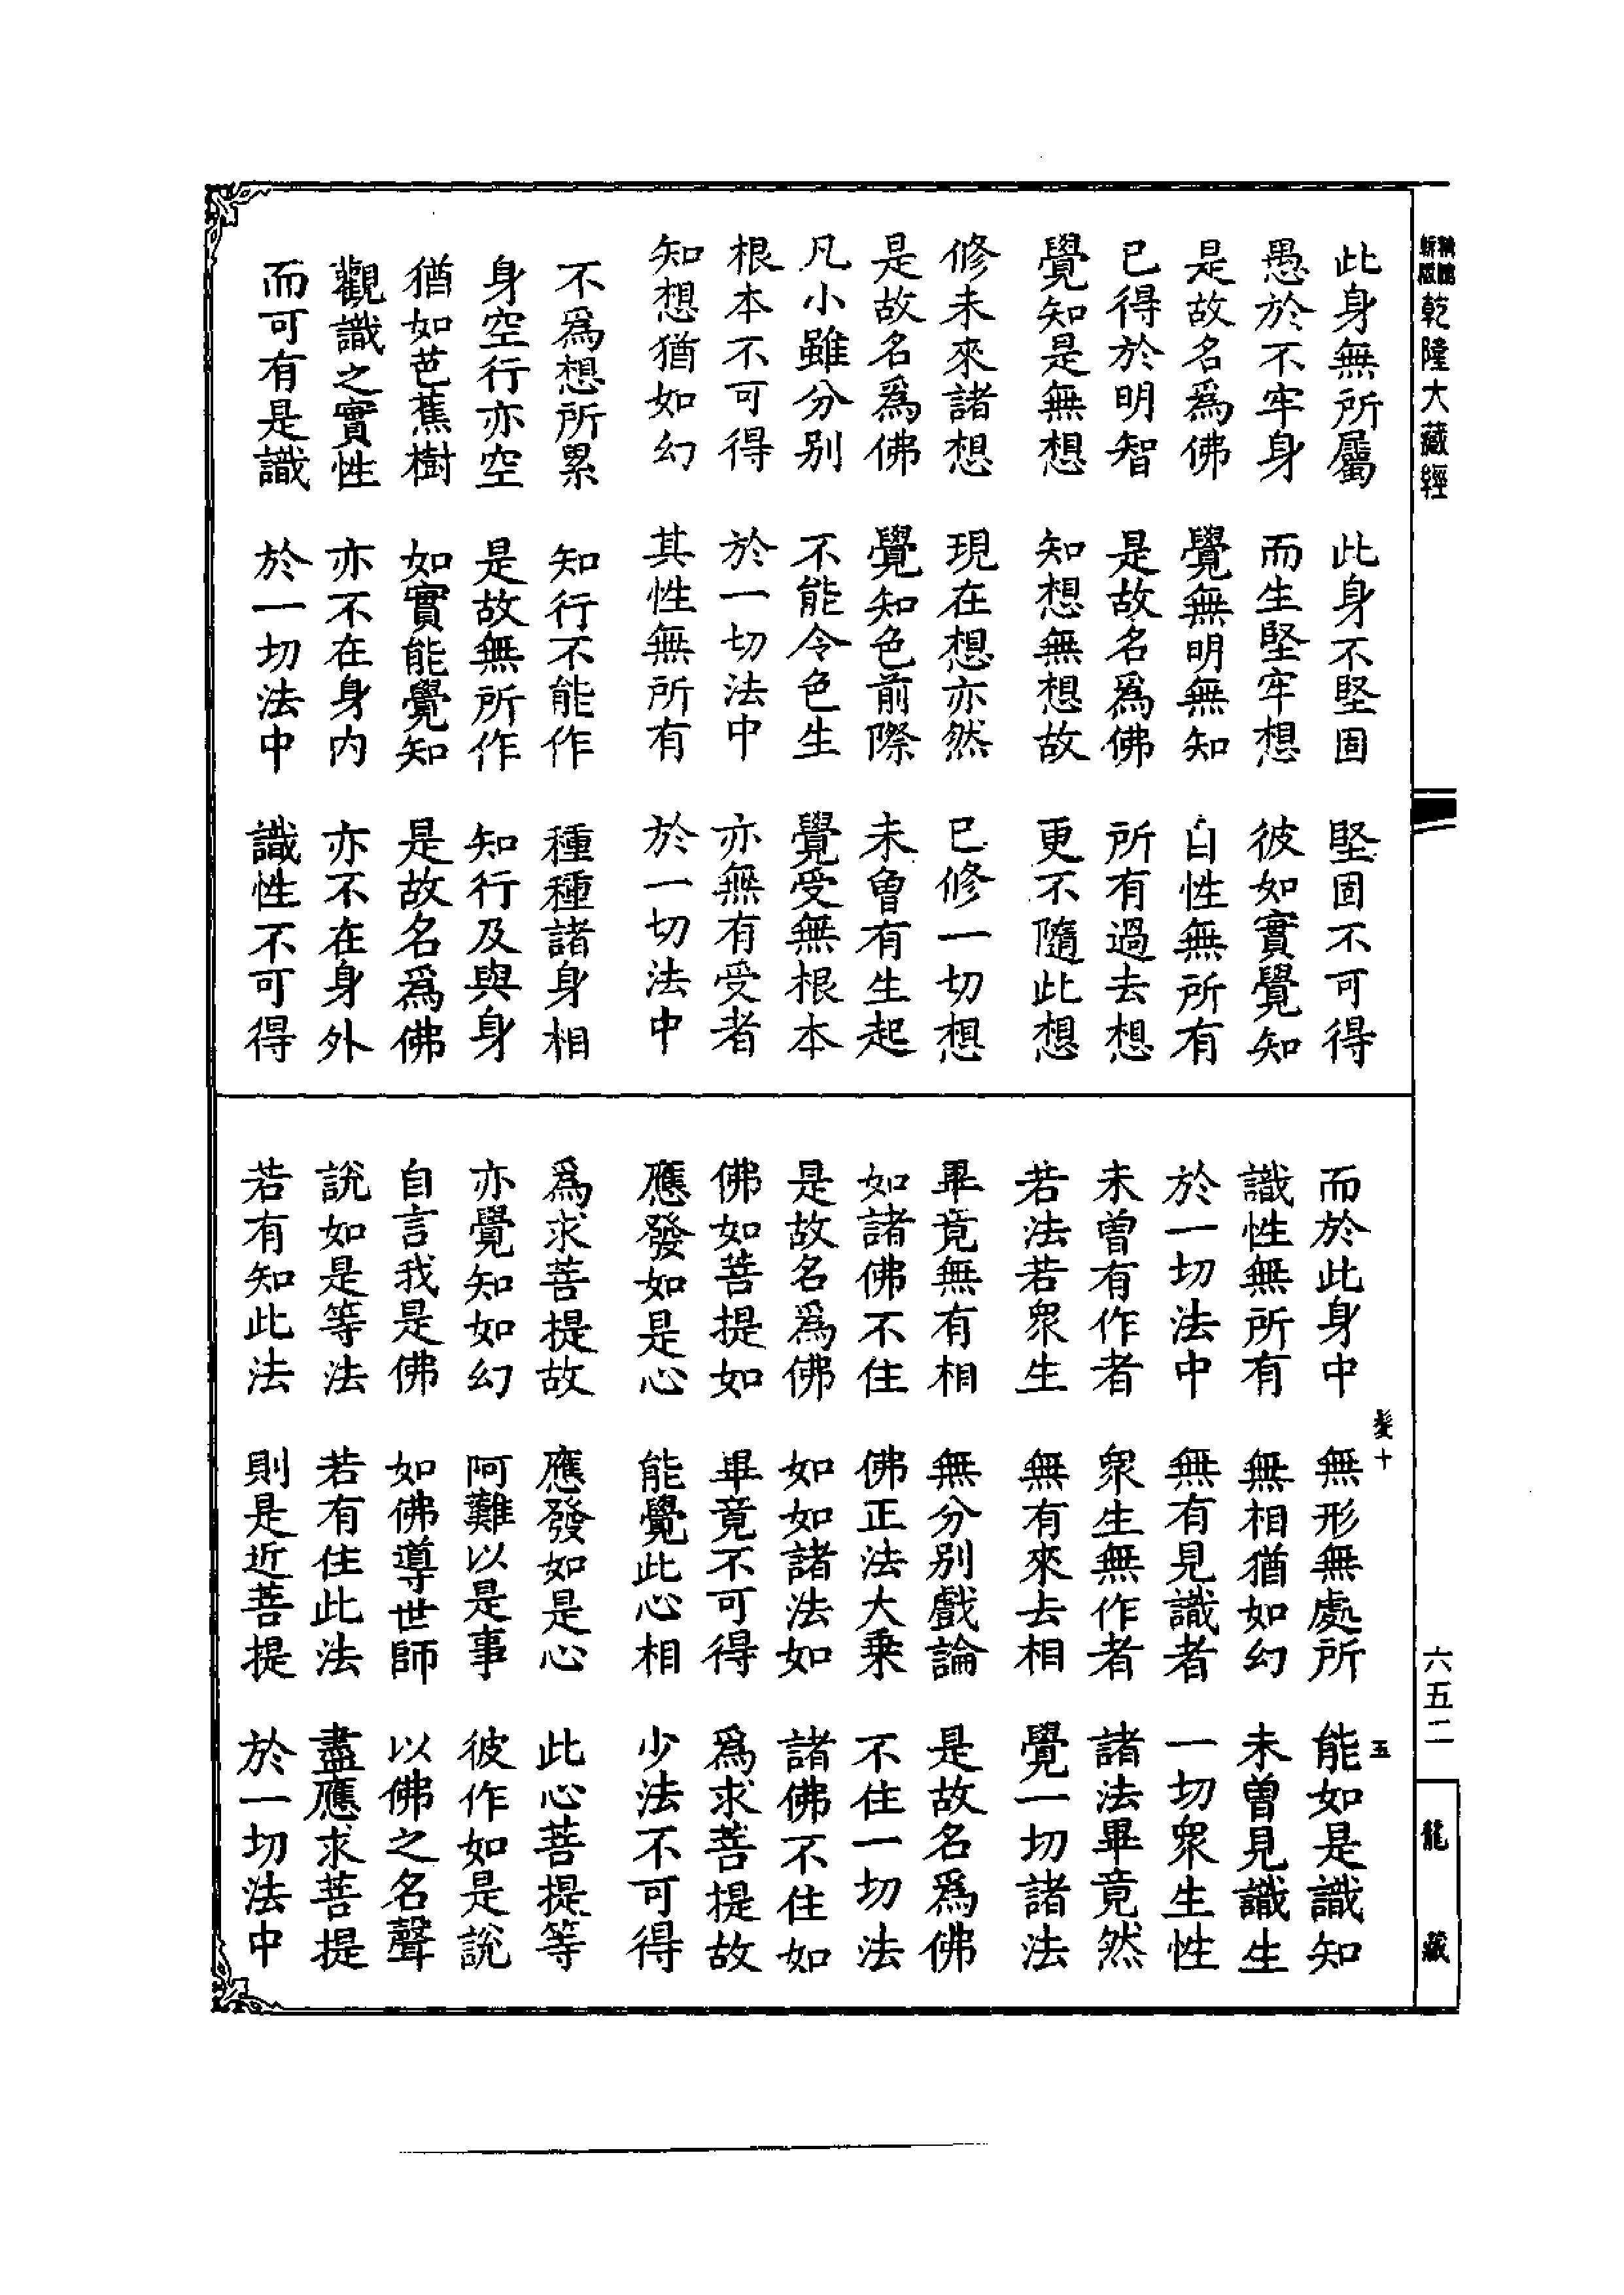 乾隆大藏經
此身無所屬　此身不堅固　堅固不可得
愚於不牢身　而生堅牢想　彼如實覺知
是故名爲佛　覺無明無知　自性無所有
已得於明智　是故名爲佛　所有過去想
覺知是無想　知想無想故　更不隨此想
修未來諸想　現在想亦然　已修一切想
是故名爲佛　覺知色前際　未曾有生起
凡小雖分別　不能令色生　覺受無根本
根本不可得　於一切法中　亦無有受者
知想猶如幻　其性無所有　於一切法中
不爲想所累　知行不能作　種種諸身相
身空行亦空　是故無所作　知行及與身
猶如芭蕉樹　如實能覺知　是故名爲佛
觀識之實性　亦不在身內　亦不在身外
而可有是識　於一切法中　識性不可得
而於此身中　無形無處所　能如是識知
識性無所有　無相猶如幻　未曾見識生
於一切法中　無有見識者　一切衆生性
未曾有作者　衆生無作者　諸法畢竟然
若法若衆生　無有來去相　覺一切諸法
畢竟無有相　無分別戲論　是故名爲佛
如諸佛不住　佛正法大乘　不住一切法
是故名爲佛　如如諸法如　諸佛不住如
佛如菩提如　畢竟不可得　爲求菩提故
應發如是心　能覺此心相　少法不可得
爲求菩提故　應發如是心　此心菩提等
亦覺知如幻　阿難以是事　彼作如是說
自言我是佛　如佛導世師　以佛之名聲
說如是等法　若有住此法　盡應求菩提
若有知此法　則是近菩提　於一切法中
髮十
五
六五二
龍藏